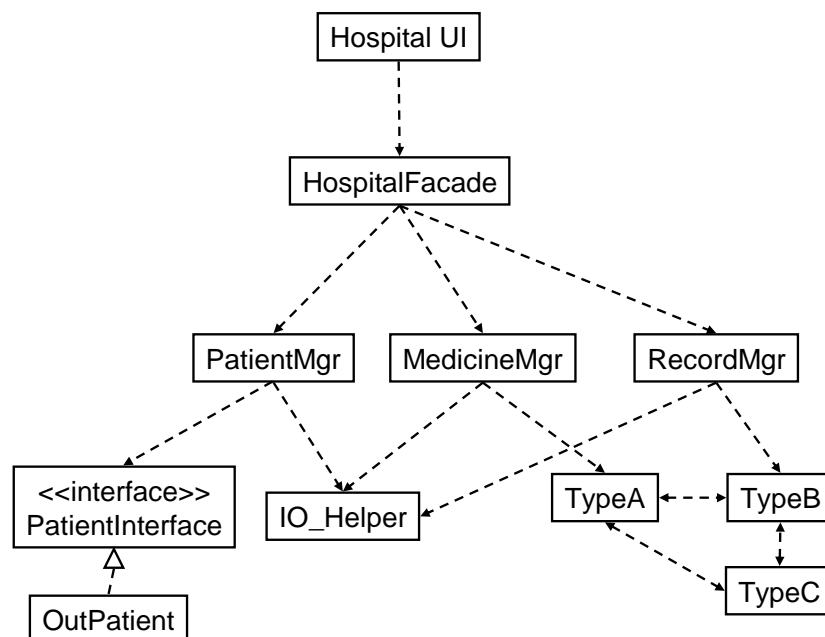 Hospital UI
HospitalFacade
PatientMgr
MedicineMgr
RecordMgr
<<interface>>
PatientInterface
IO_Helper
TypeA
TypeB
TypeC
OutPatient